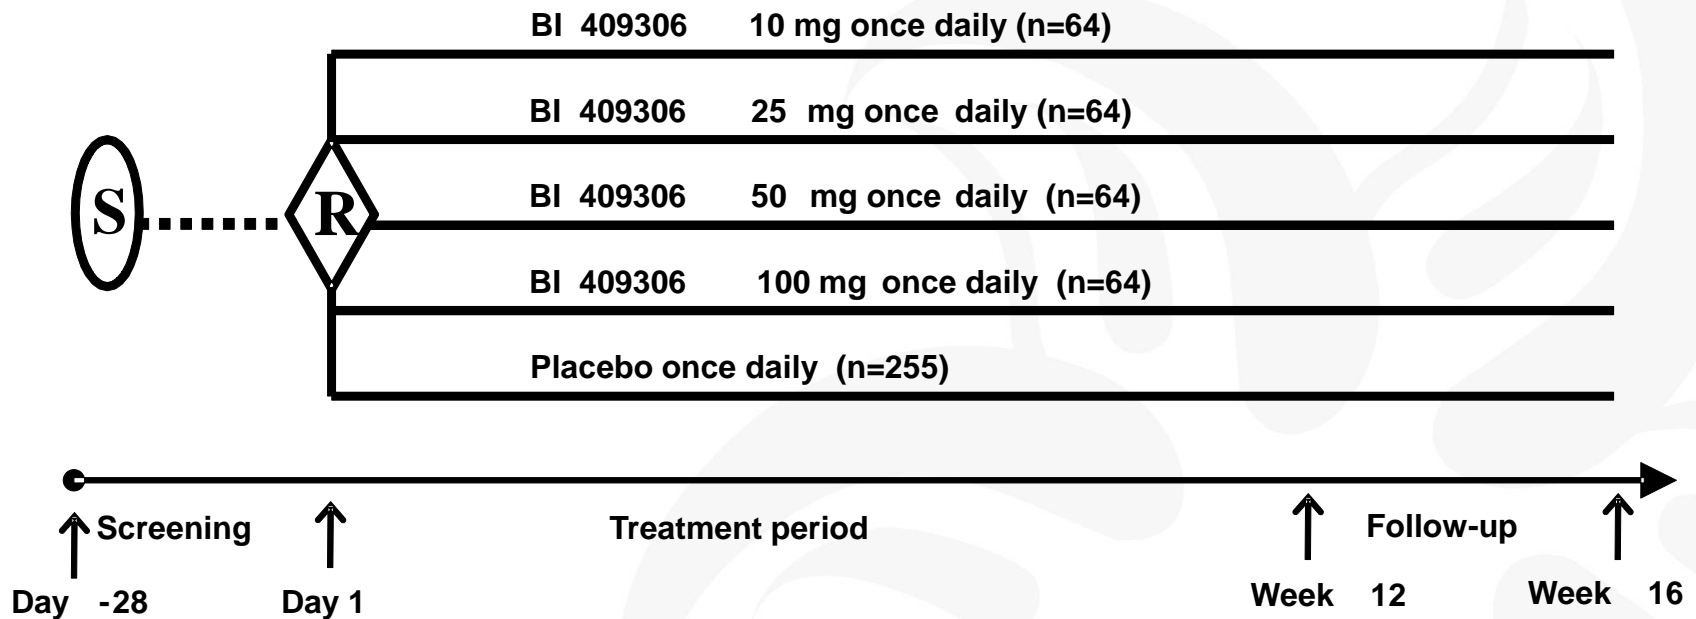 BI 409306 10 mg once daily (n=64)
BI 409306 25 mg once daily (n=64)
S R
BI 409306 50 mg once daily (n=64)
BI 409306 100 mg once daily (n=64)
Placebo once daily (n=255)
Screening Treatment period Follow-up
Day -28 Day 1 Week 12 Week 16